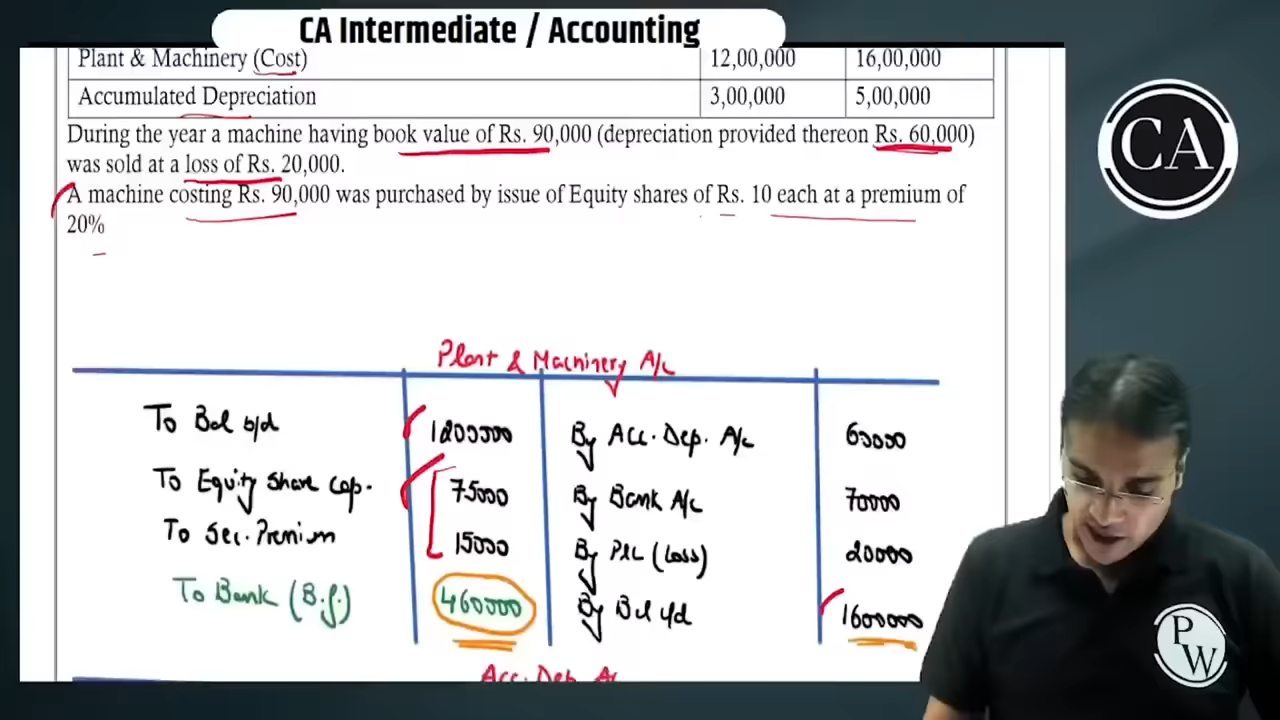 CA Intermediate / Accounting
Plant & Machinery (Cost) 12,00,000 16,00,000
Accumulated Depreciation 3,00,000 5,00,000
During the year a machine having book value of Rs. 90,000 (depreciation provided thereon Rs. 60,000)
was sold at a loss of Rs. 20,000.
A machine costing Rs. 90,000 was purchased by issue of Equity shares of Rs. 10 each at a premium of
20%
CA
Plant & Machinery A/c
To Bal b/d 1200000 By Acc. Dep. A/c 60000
To Equity Share Cap. 75000 By Bank A/c 70000
To Sec. Premium 15000 By P&L (Loss) 20000
To Bank (B.f.) 460000 By Bal c/d 1600000
Acc. Dep. A/c
PW